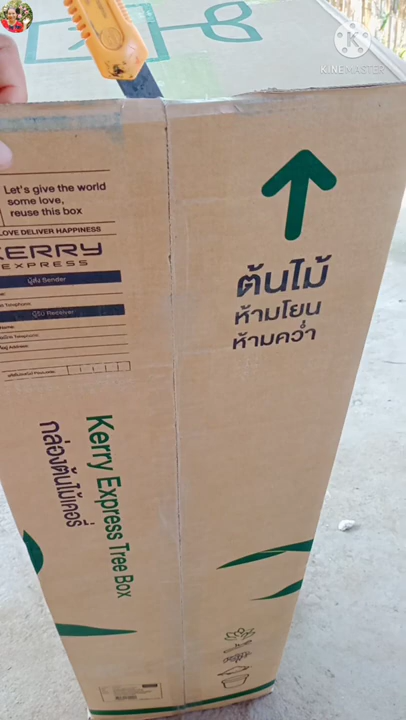 KINEMASTER
Let's give the world
some love,
reuse this box
LOVE DELIVER HAPPINESS
KERRY
EXPRESS
ผู้ส่ง Sender
ผู้รับ Receiver
ต้นไม้
ห้ามโยน
ห้ามคว่ำ
Kerry Express Tree Box
กล่องต้นไม้เคอรี่